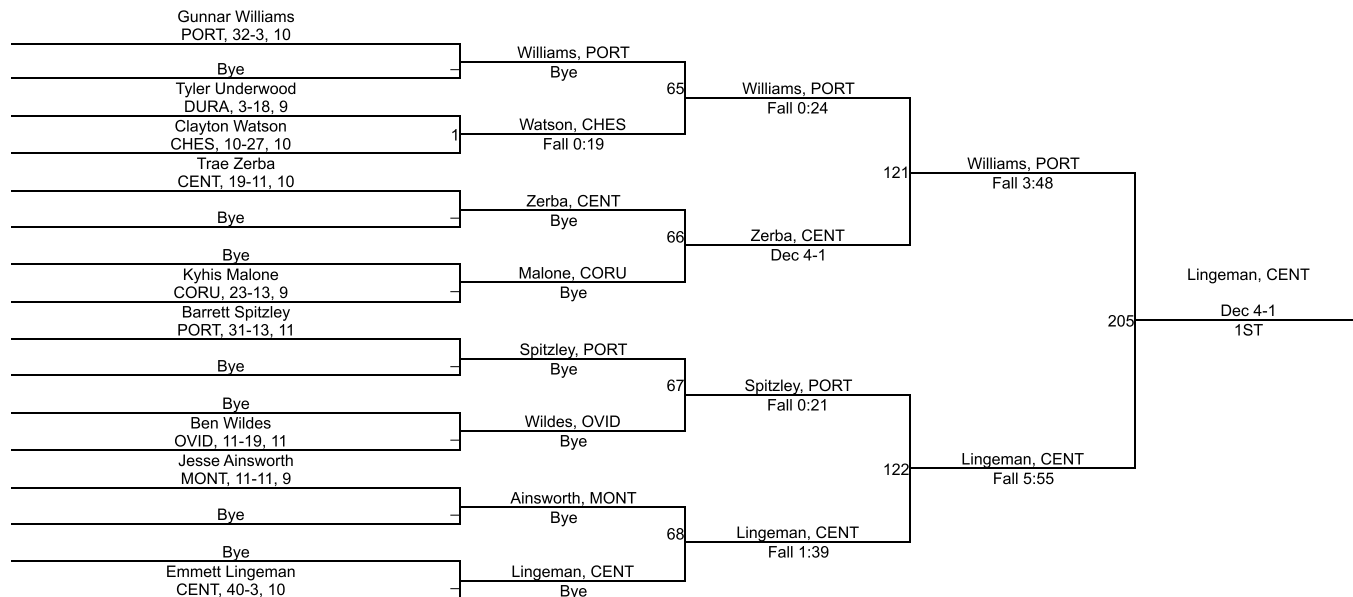 Gunnar Williams
PORT, 32-3, 10
Bye
Tyler Underwood
DURA, 3-18, 9
Clayton Watson
CHES, 10-27, 10
Trae Zerba
CENT, 19-11, 10
Bye
Bye
Kyhis Malone
CORU, 23-13, 9
Barrett Spitzley
PORT, 31-13, 11
Bye
Bye
Ben Wildes
OVID, 11-19, 11
Jesse Ainsworth
MONT, 11-11, 9
Bye
Bye
Emmett Lingeman
CENT, 40-3, 10
–
1
–
–
–
–
–
–
Williams, PORT
Bye
Watson, CHES
Fall 0:19
Zerba, CENT
Bye
Malone, CORU
Bye
Spitzley, PORT
Bye
Wildes, OVID
Bye
Ainsworth, MONT
Bye
Lingeman, CENT
Bye
65
66
67
68
Williams, PORT
Fall 0:24
Zerba, CENT
Dec 4-1
Spitzley, PORT
Fall 0:21
Lingeman, CENT
Fall 1:39
121
122
Williams, PORT
Fall 3:48
Lingeman, CENT
Fall 5:55
205
Lingeman, CENT
Dec 4-1
1ST